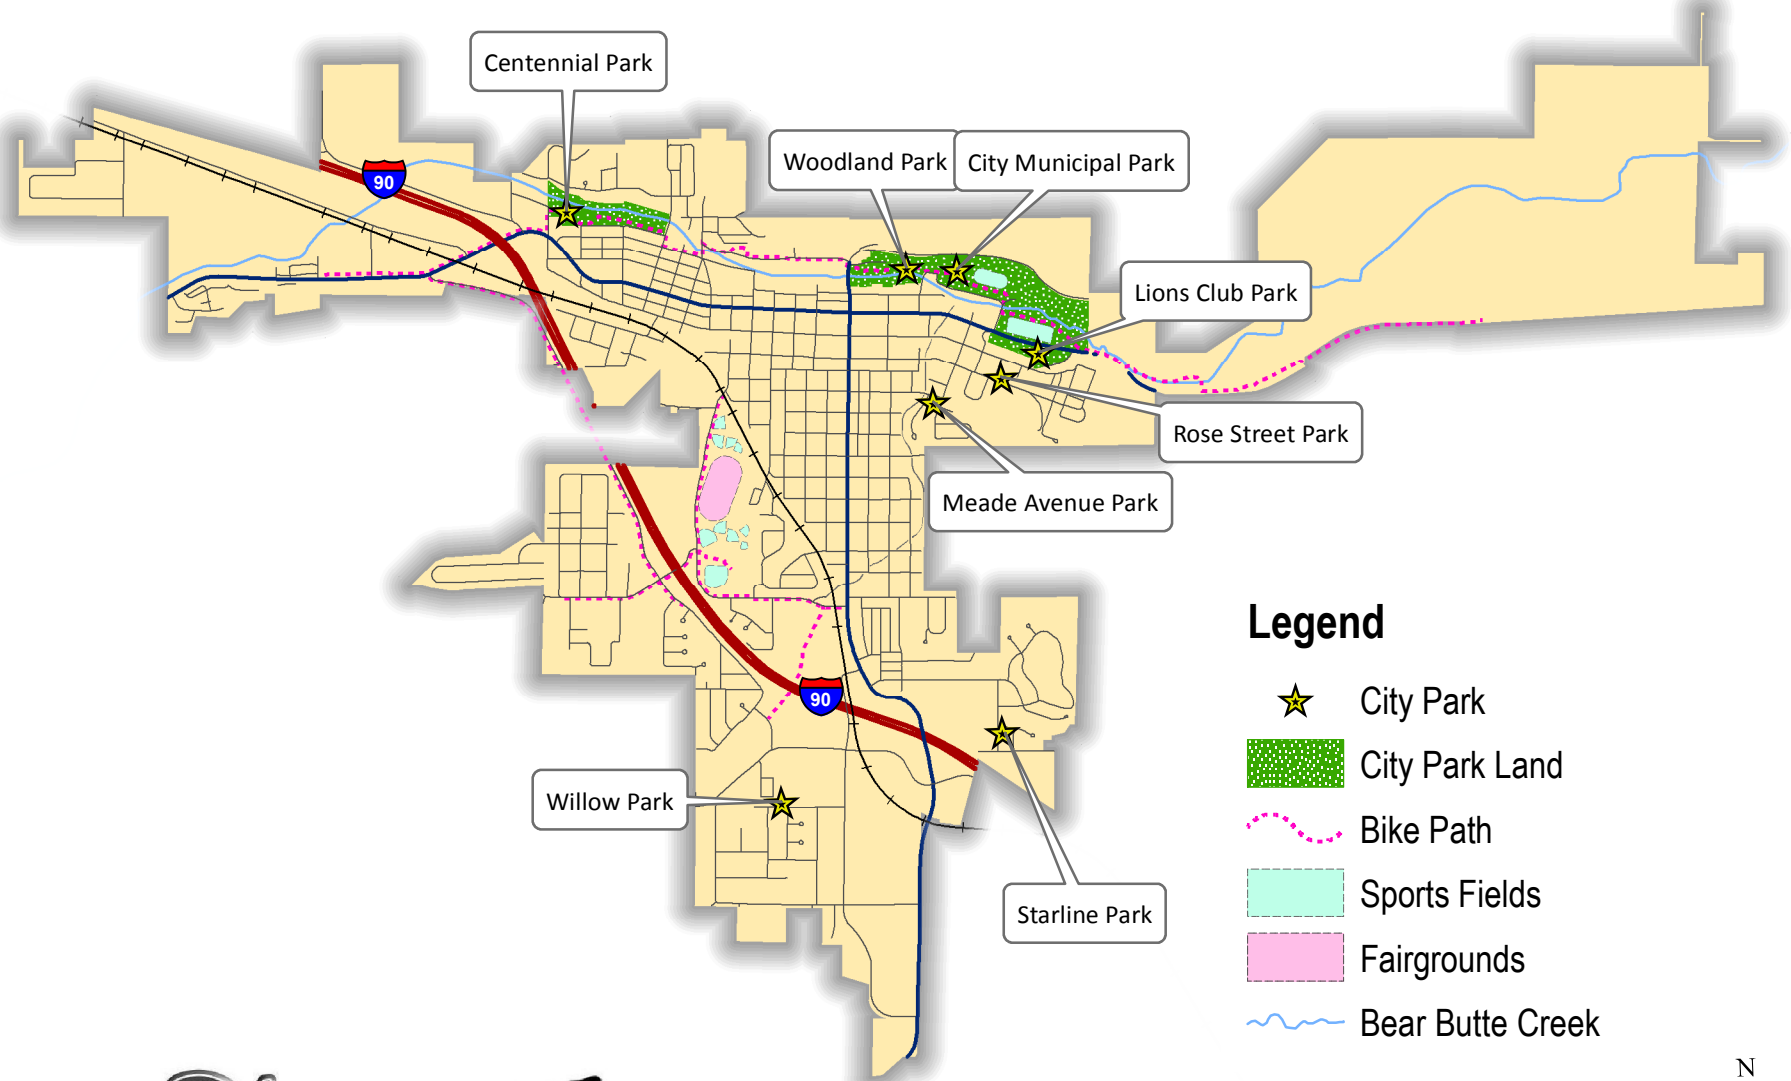 Centennial Park
Woodland Park
City Municipal Park
90
Lions Club Park
Rose Street Park
Meade Avenue Park
90
Willow Park
Starline Park
Legend
City Park
City Park Land
Bike Path
Sports Fields
Fairgrounds
Bear Butte Creek
N